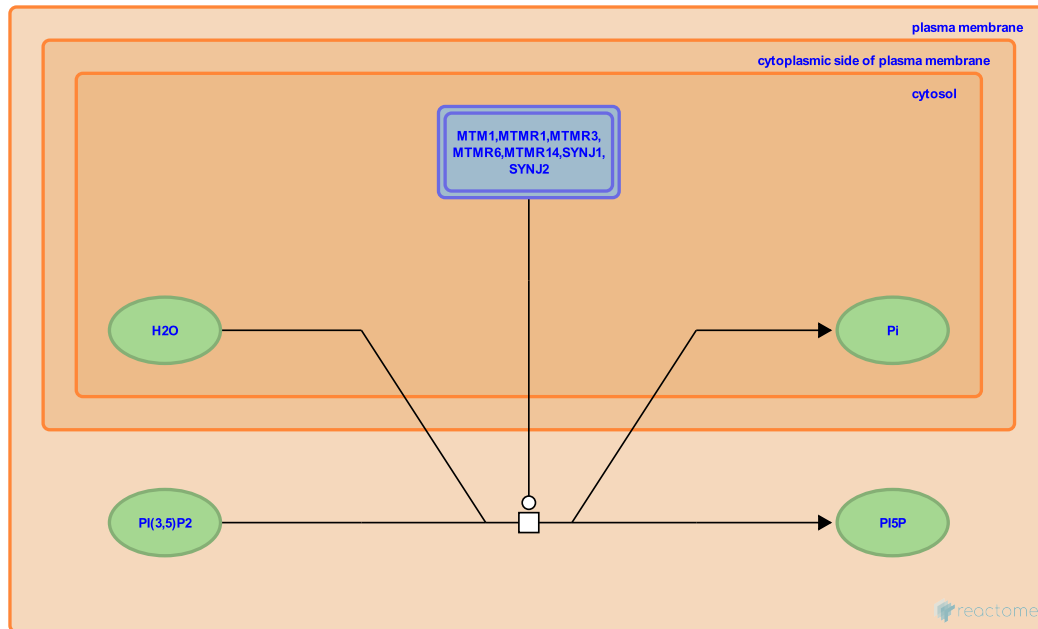 plasma membrane
cytoplasmic side of plasma membrane
cytosol
MTM1,MTMR1,MTMR3,
MTMR6,MTMR14,SYNJ1,
SYNJ2
H2O
Pi
PI(3,5)P2
PI5P
reactome